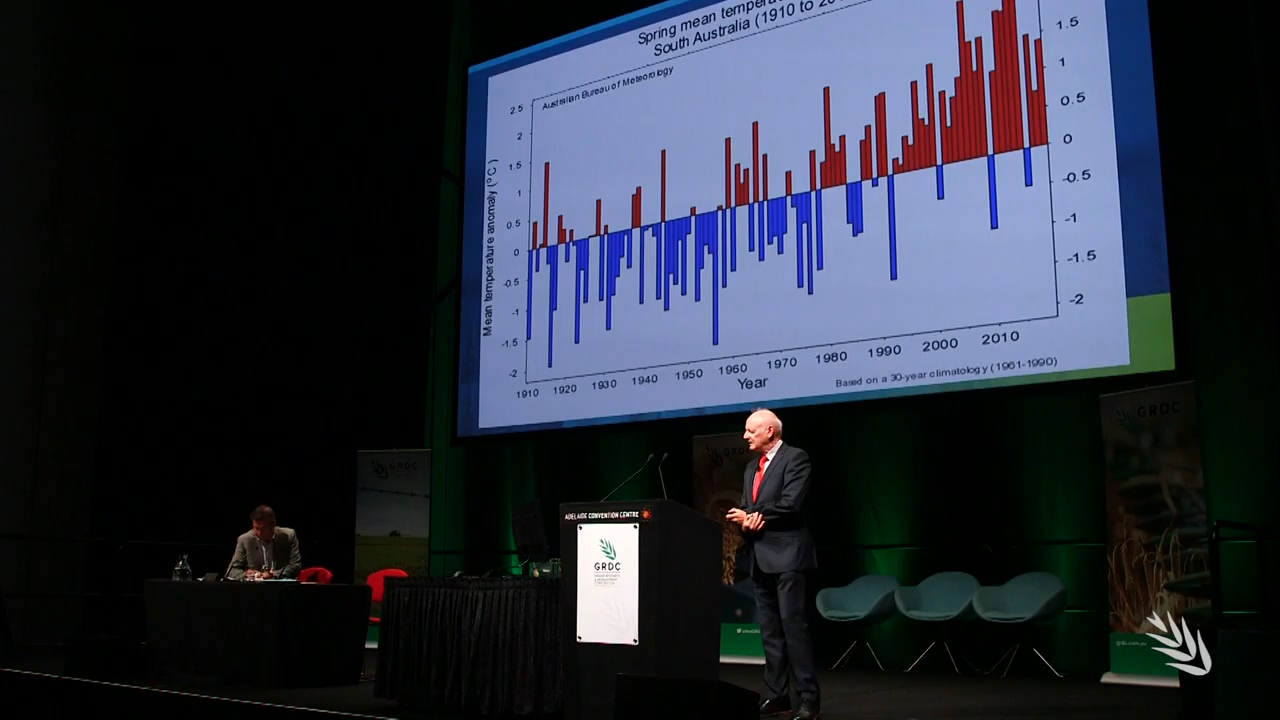 Spring mean tempera
South Australia (1910 to 20
Australian Bureau of Meteorology
2.5
2
1.5
1
0.5
0
-0.5
-1
-1.5
-2
Mean temperature anomaly (°C)
1.5
1
0.5
0
-0.5
-1
-1.5
-2
1910 1920 1930 1940 1950 1960 1970 1980 1990 2000 2010
Year
Based on a 30-year climatology (1961-1990)
GRDC
GRDC
GRDC
ADELAIDE CONVENTION CENTRE
GRDC